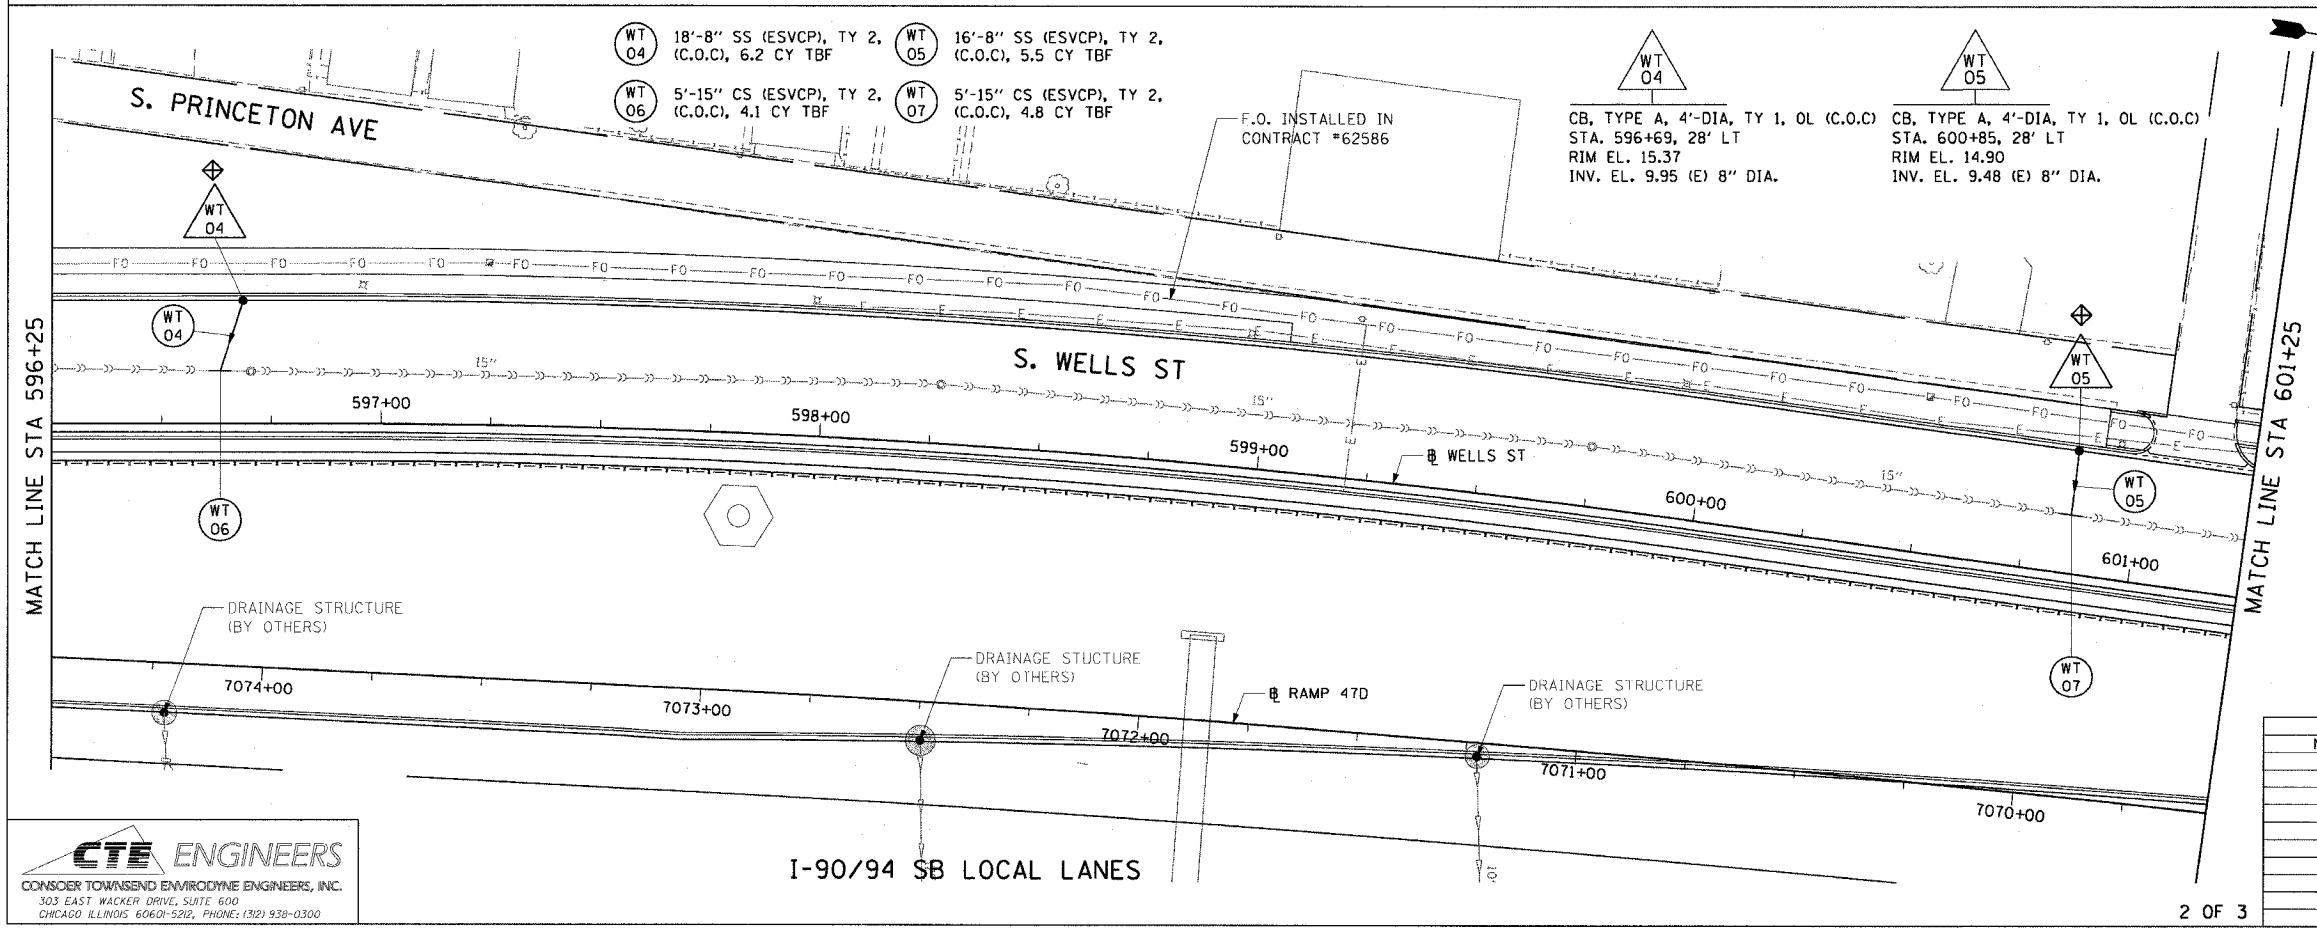 WT 04
18'-8" SS (ESVCP), TY 2,
(C.O.C), 6.2 CY TBF
WT 05
16'-8" SS (ESVCP), TY 2,
(C.O.C), 5.5 CY TBF
WT 06
5'-15" CS (ESVCP), TY 2,
(C.O.C), 4.1 CY TBF
WT 07
5'-15" CS (ESVCP), TY 2,
(C.O.C), 4.8 CY TBF
WT 04
CB, TYPE A, 4'-DIA, TY 1, OL (C.O.C)
STA. 596+69, 28' LT
RIM EL. 15.37
INV. EL. 9.95 (E) 8" DIA.
WT 05
CB, TYPE A, 4'-DIA, TY 1, OL (C.O.C)
STA. 600+85, 28' LT
RIM EL. 14.90
INV. EL. 9.48 (E) 8" DIA.
S. PRINCETON AVE
F.O. INSTALLED IN
CONTRACT #62586
WT 04
WT 04
WT 06
WT 05
WT 05
WT 07
S. WELLS ST
15"
15"
15"
597+00
598+00
599+00
600+00
601+00
℄ WELLS ST
MATCH LINE STA 596+25
MATCH LINE STA 601+25
DRAINAGE STRUCTURE
(BY OTHERS)
DRAINAGE STUCTURE
(BY OTHERS)
DRAINAGE STRUCTURE
(BY OTHERS)
℄ RAMP 47D
7074+00
7073+00
7072+00
7071+00
7070+00
I-90/94 SB LOCAL LANES
10'
CTE ENGINEERS
CONSOER TOWNSEND ENVIRODYNE ENGINEERS, INC.
303 EAST WACKER DRIVE, SUITE 600
CHICAGO ILLINOIS 60601-5212, PHONE: (312) 938-0300
2 OF 3